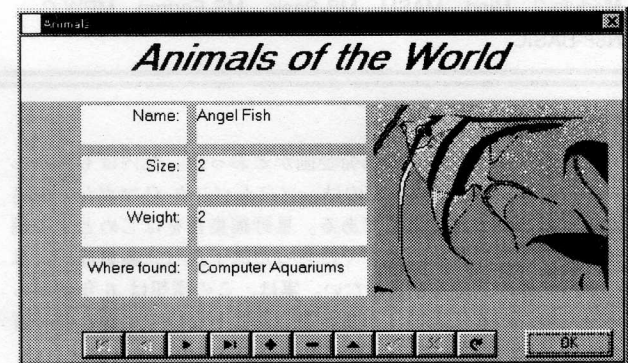 Animals
Animals of the World
Name: Angel Fish
Size: 2
Weight: 2
Where found: Computer Aquariums
OK